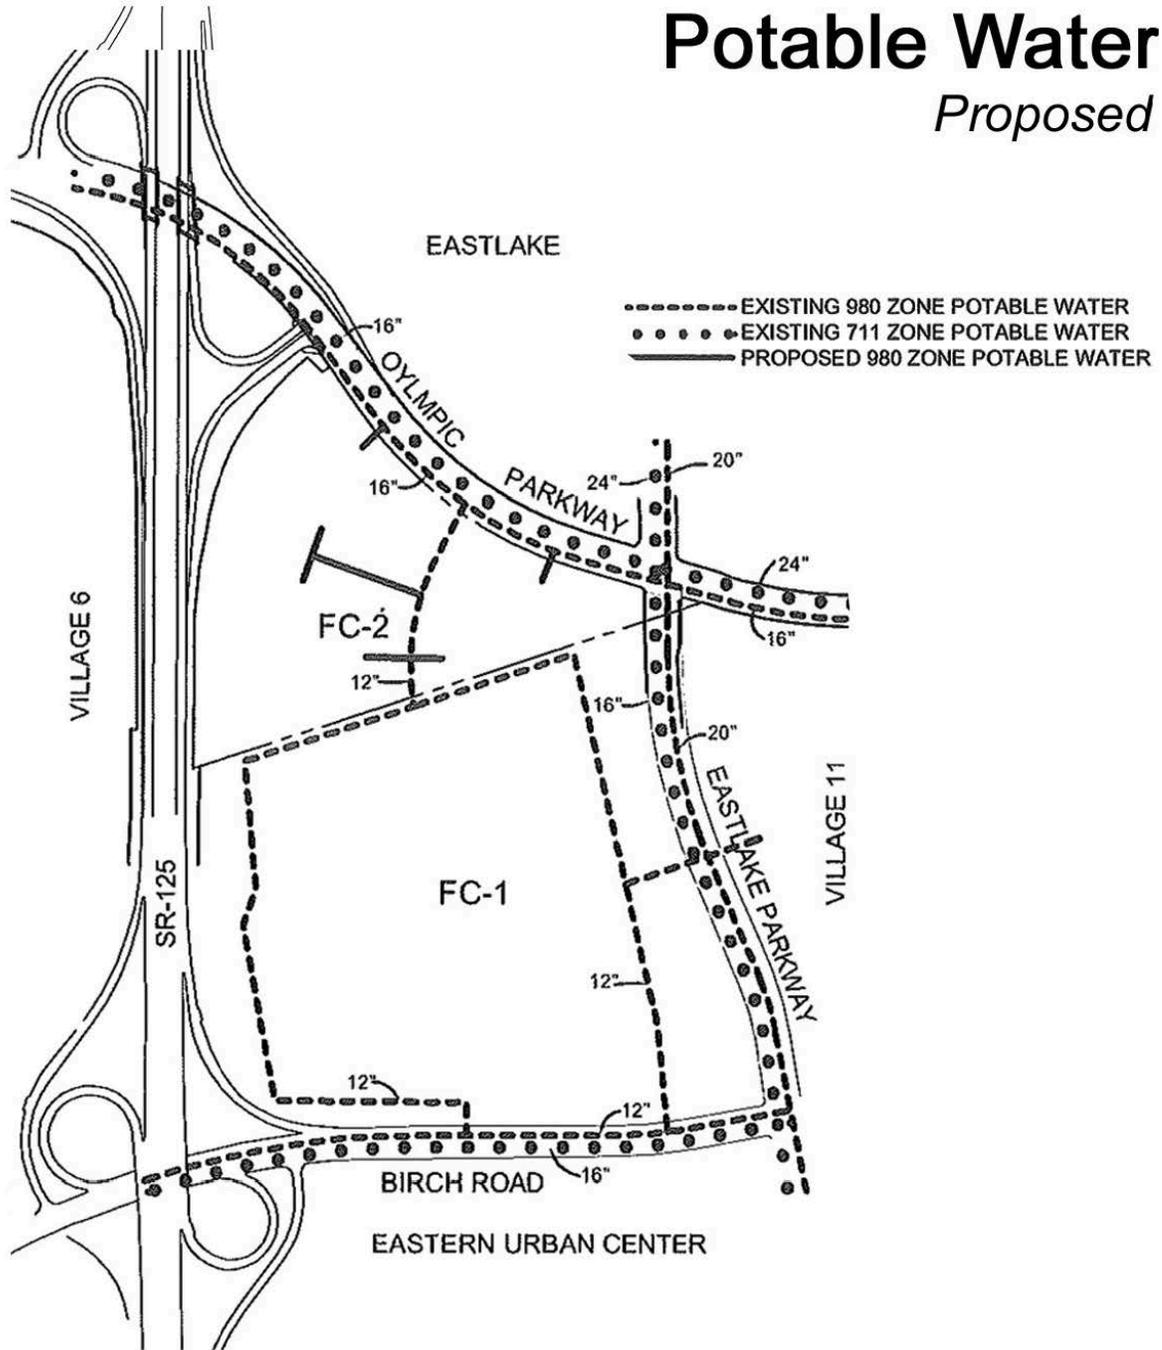 Potable Water
Proposed
EASTLAKE
EXISTING 980 ZONE POTABLE WATER
EXISTING 711 ZONE POTABLE WATER
PROPOSED 980 ZONE POTABLE WATER
16"
OYLMPIC
PARKWAY
20"
24"
16"
24"
16"
FC-2
VILLAGE 6
12"
16"
20"
EASTLAKE PARKWAY
VILLAGE 11
SR-125
FC-1
12"
12"
12"
16"
BIRCH ROAD
EASTERN URBAN CENTER